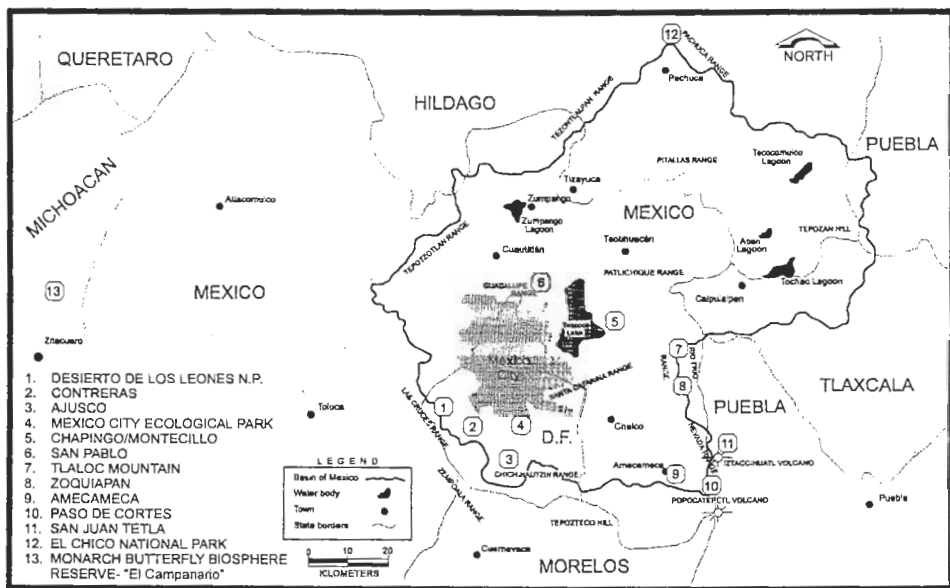 QUERETARO
HILDAGO
12
PACHUCA RANGE
Pachuca
NORTH
TEZONTLALPAN RANGE
PUEBLA
MICHOACAN
PITALLAS RANGE
Tecocomulco
Lagoon
Tizayuca
Atlacomulco
Zumpango
Zumpango
Lagoon
MEXICO
TEPOTZOTLAN RANGE
Cuautitlán
Teotihuacán
Apan
Lagoon
TEPOZAN HILL
PATLICHIQUE RANGE
Tochac Lagoon
Calpulalpan
13
MEXICO
GUADALUPE
RANGE
6
Texcoco
Lake
5
Zitacuaro
Mexico
City
7
RIO FRIO
RANGE
8
SANTA CATARINA RANGE
TLAXCALA
PUEBLA
1. DESIERTO DE LOS LEONES N.P.
2. CONTRERAS
3. AJUSCO
4. MEXICO CITY ECOLOGICAL PARK
5. CHAPINGO/MONTECILLO
6. SAN PABLO
7. TLALOC MOUNTAIN
8. ZOQUIAPAN
9. AMECAMECA
10. PASO DE CORTES
11. SAN JUAN TETLA
12. EL CHICO NATIONAL PARK
13. MONARCH BUTTERFLY BIOSPHERE
RESERVE- "El Campanario"
Toluca
LAS CRUCES RANGE
1
2
4
D.F.
Chalco
NEVADA RANGE
11
IZTACCIHUATL VOLCANO
3
CHICHINAUTZIN RANGE
Amecameca
9
10
POPOCATEPETL VOLCANO
Puebla
ZEMPOALA RANGE
TEPOZTECO HILL
Cuernavaca
MORELOS
LEGEND
Basin of Mexico
Water body
Town
State borders
0 10 20
KILOMETERS